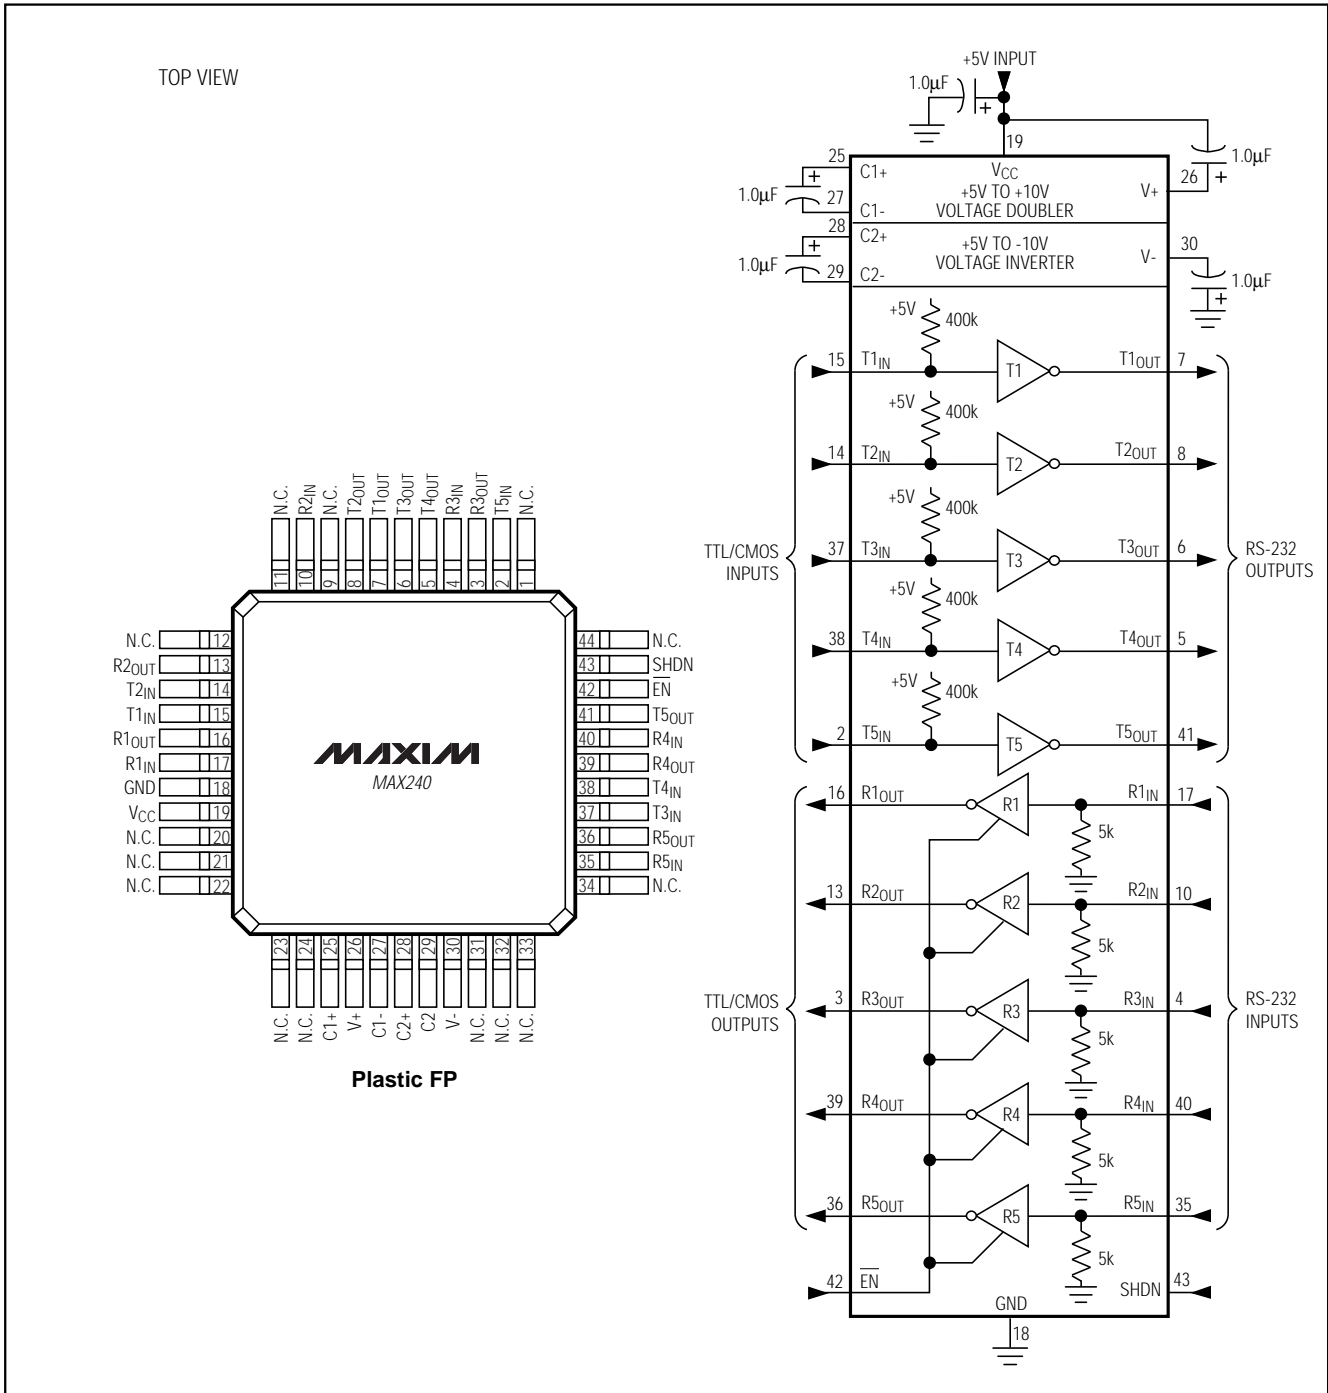 TOP VIEW
+5V INPUT
1.0µF
19
1.0µF
25
C1+
VCC
+5V TO +10V
VOLTAGE DOUBLER
V+
26
1.0µF
27
C1-
28
C2+
+5V TO -10V
VOLTAGE INVERTER
V-
30
1.0µF
29
C2-
1.0µF
+5V
400k
15
T1IN
T1
T1OUT
7
+5V
400k
14
T2IN
T2
T2OUT
8
+5V
400k
TTL/CMOS
INPUTS
37
T3IN
T3
T3OUT
6
RS-232
OUTPUTS
+5V
400k
38
T4IN
T4
T4OUT
5
+5V
400k
2
T5IN
T5
T5OUT
41
16
R1OUT
R1
R1IN
17
5k
13
R2OUT
R2
R2IN
10
5k
TTL/CMOS
OUTPUTS
3
R3OUT
R3
R3IN
4
RS-232
INPUTS
5k
39
R4OUT
R4
R4IN
40
5k
36
R5OUT
R5
R5IN
35
5k
42
EN
SHDN
43
GND
18
N.C.
R2IN
N.C.
T2OUT
T1OUT
T3OUT
T4OUT
R3IN
R3OUT
T5IN
N.C.
11
10
9
8
7
6
5
4
3
2
1
N.C. 12
R2OUT 13
T2IN 14
T1IN 15
R1OUT 16
R1IN 17
GND 18
VCC 19
N.C. 20
N.C. 21
N.C. 22
MAXIM
MAX240
44 N.C.
43 SHDN
42 EN
41 T5OUT
40 R4IN
39 R4OUT
38 T4IN
37 T3IN
36 R5OUT
35 R5IN
34 N.C.
23
24
25
26
27
28
29
30
31
32
33
N.C.
N.C.
C1+
V+
C1-
C2+
C2
V-
N.C.
N.C.
N.C.
Plastic FP